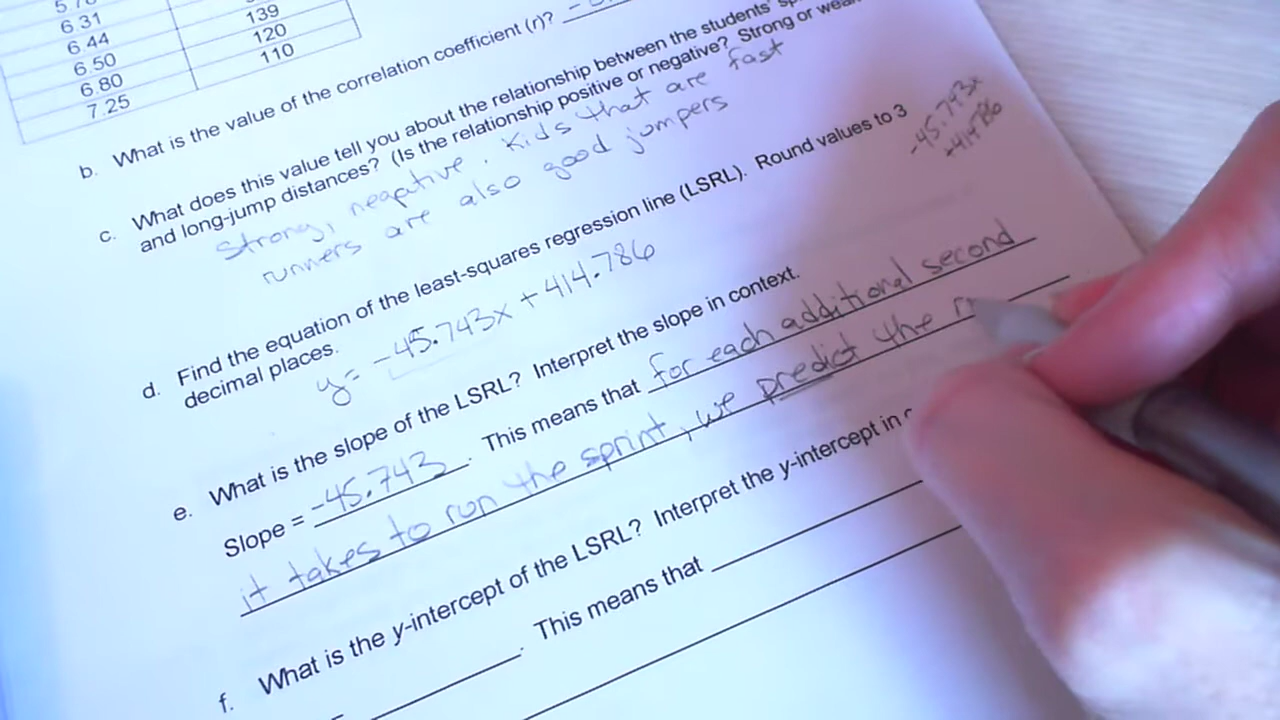 6.31 139
6.44 120
6.50 110
6.80
7.25
b. What is the value of the correlation coefficient (r)?
c. What does this value tell you about the relationship between the students'
and long-jump distances? (Is the relationship positive or negative? Strong or
Strong, negative. Kids that are fast
runners are also good jumpers
d. Find the equation of the least-squares regression line (LSRL). Round values to 3
decimal places.
-45.743x
+414.786
y= -45.743x + 414.786
e. What is the slope of the LSRL? Interpret the slope in context.
Slope = -45.743. This means that for each additional second
it takes to run the sprint, we predict the
f. What is the y-intercept of the LSRL? Interpret the y-intercept in
= . This means that